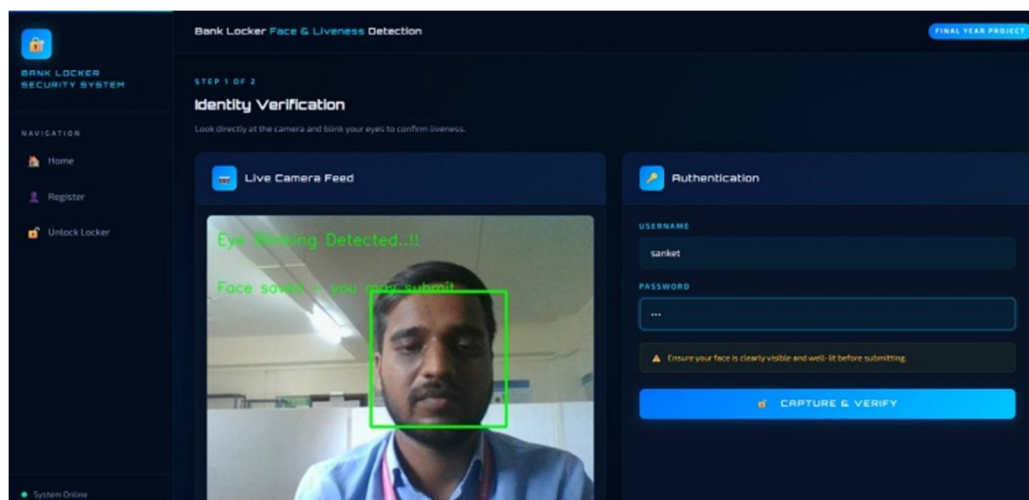 Bank Locker Face & Liveness Detection
FINAL YEAR PROJECT
BANK LOCKER
SECURITY SYSTEM
NAVIGATION
Home
Register
Unlock Locker
System Online
STEP 1 OF 2
Identity Verification
Look directly at the camera and blink your eyes to confirm liveness.
Live Camera Feed
Eye Blinking Detected..!!
Face saved - you may submit
Authentication
USERNAME
sanket
PASSWORD
•••
Ensure your face is clearly visible and well-lit before submitting.
CAPTURE & VERIFY